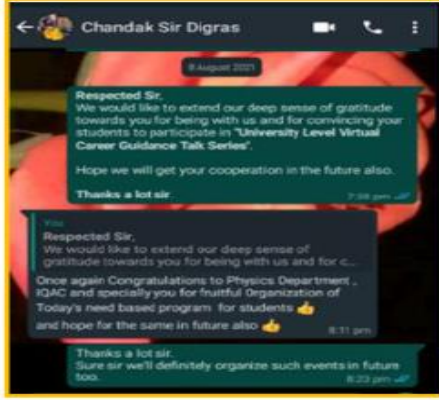 Chandak Sir Digras
9 August 2021
Respected Sir,
We would like to extend our deep sense of gratitude
towards you for being with us and for convincing your
students to participate in "University Level Virtual
Career Guidance Talk Series".
Hope we will get your cooperation in the future also.
Thanks a lot sir.
7:58 pm
You
Respected Sir,
We would like to extend our deep sense of
gratitude towards you for being with us and for c...
Once again Congratulations to Physics Department ,
IQAC and specially you for fruitful Organization of
Today's need based program for students 👍
and hope for the same in future also 👍
8:11 pm
Thanks a lot sir.
Sure sir we'll definitely organize such events in future
too.
8:23 pm